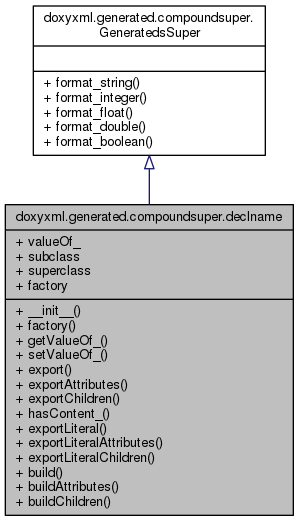 doxyxml.generated.compoundsuper.
GeneratedsSuper
+ format_string()
+ format_integer()
+ format_float()
+ format_double()
+ format_boolean()
doxyxml.generated.compoundsuper.declname
+ valueOf_
+ subclass
+ superclass
+ factory
+ __init__()
+ factory()
+ getValueOf_()
+ setValueOf_()
+ export()
+ exportAttributes()
+ exportChildren()
+ hasContent_()
+ exportLiteral()
+ exportLiteralAttributes()
+ exportLiteralChildren()
+ build()
+ buildAttributes()
+ buildChildren()